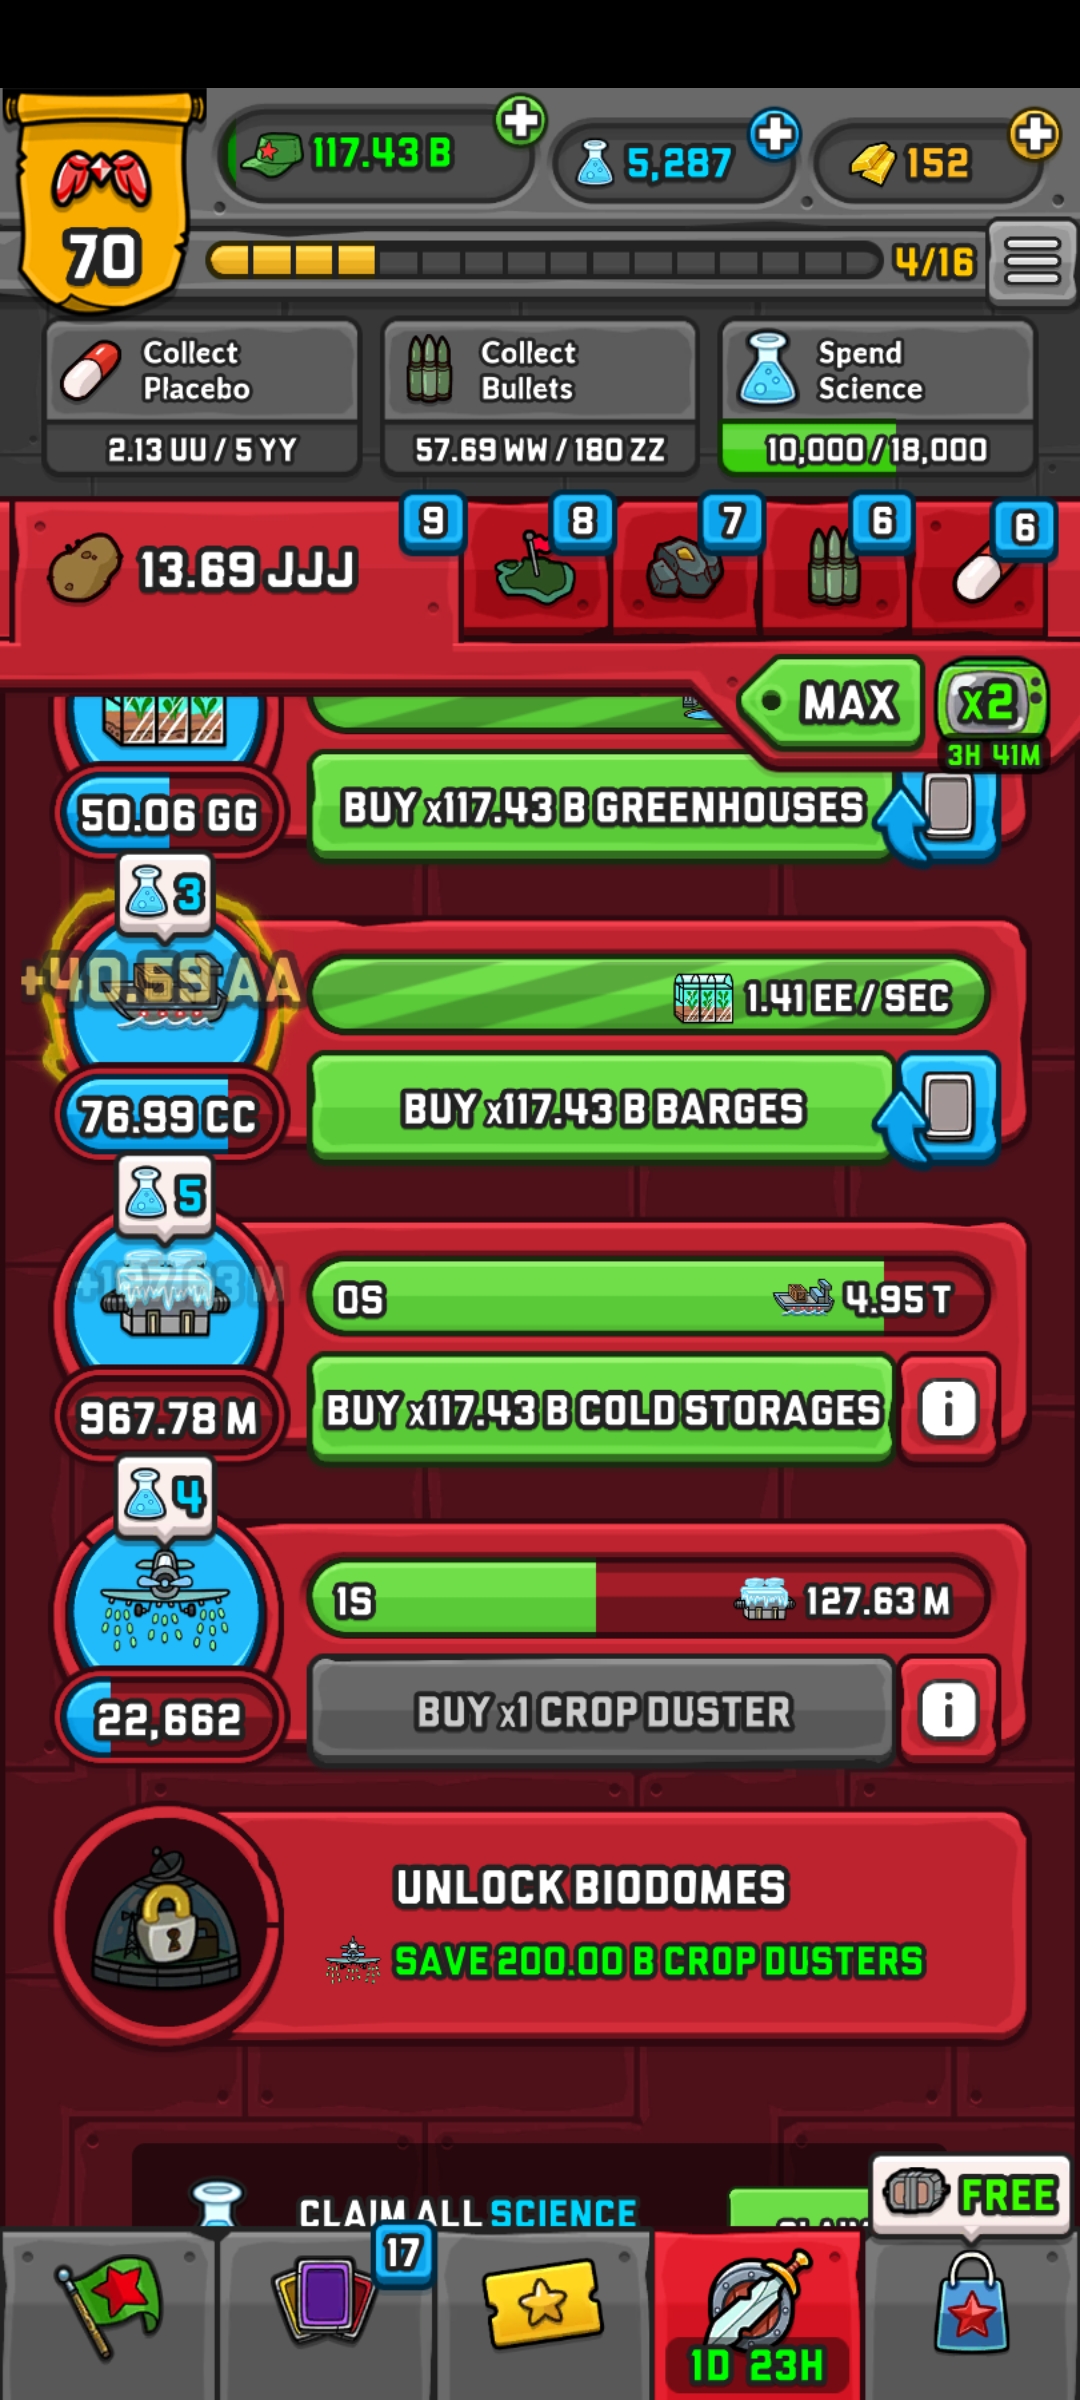 117.43 B
5,287
152
70
4/16
Collect
Placebo
2.13 UU / 5 YY
Collect
Bullets
57.69 WW / 180 ZZ
Spend
Science
10,000 / 18,000
13.69 JJJ
9
8
7
6
6
MAX
x2
3H 41M
50.06 GG
BUY x117.43 B GREENHOUSES
3
+40.59 AA
1.41 EE / SEC
76.99 CC
BUY x117.43 B BARGES
5
0S
4.95 T
967.78 M
BUY x117.43 B COLD STORAGES
i
4
1S
127.63 M
22,662
BUY x1 CROP DUSTER
i
UNLOCK BIODOMES
SAVE 200.00 B CROP DUSTERS
CLAIM ALL SCIENCE
FREE
17
1D 23H